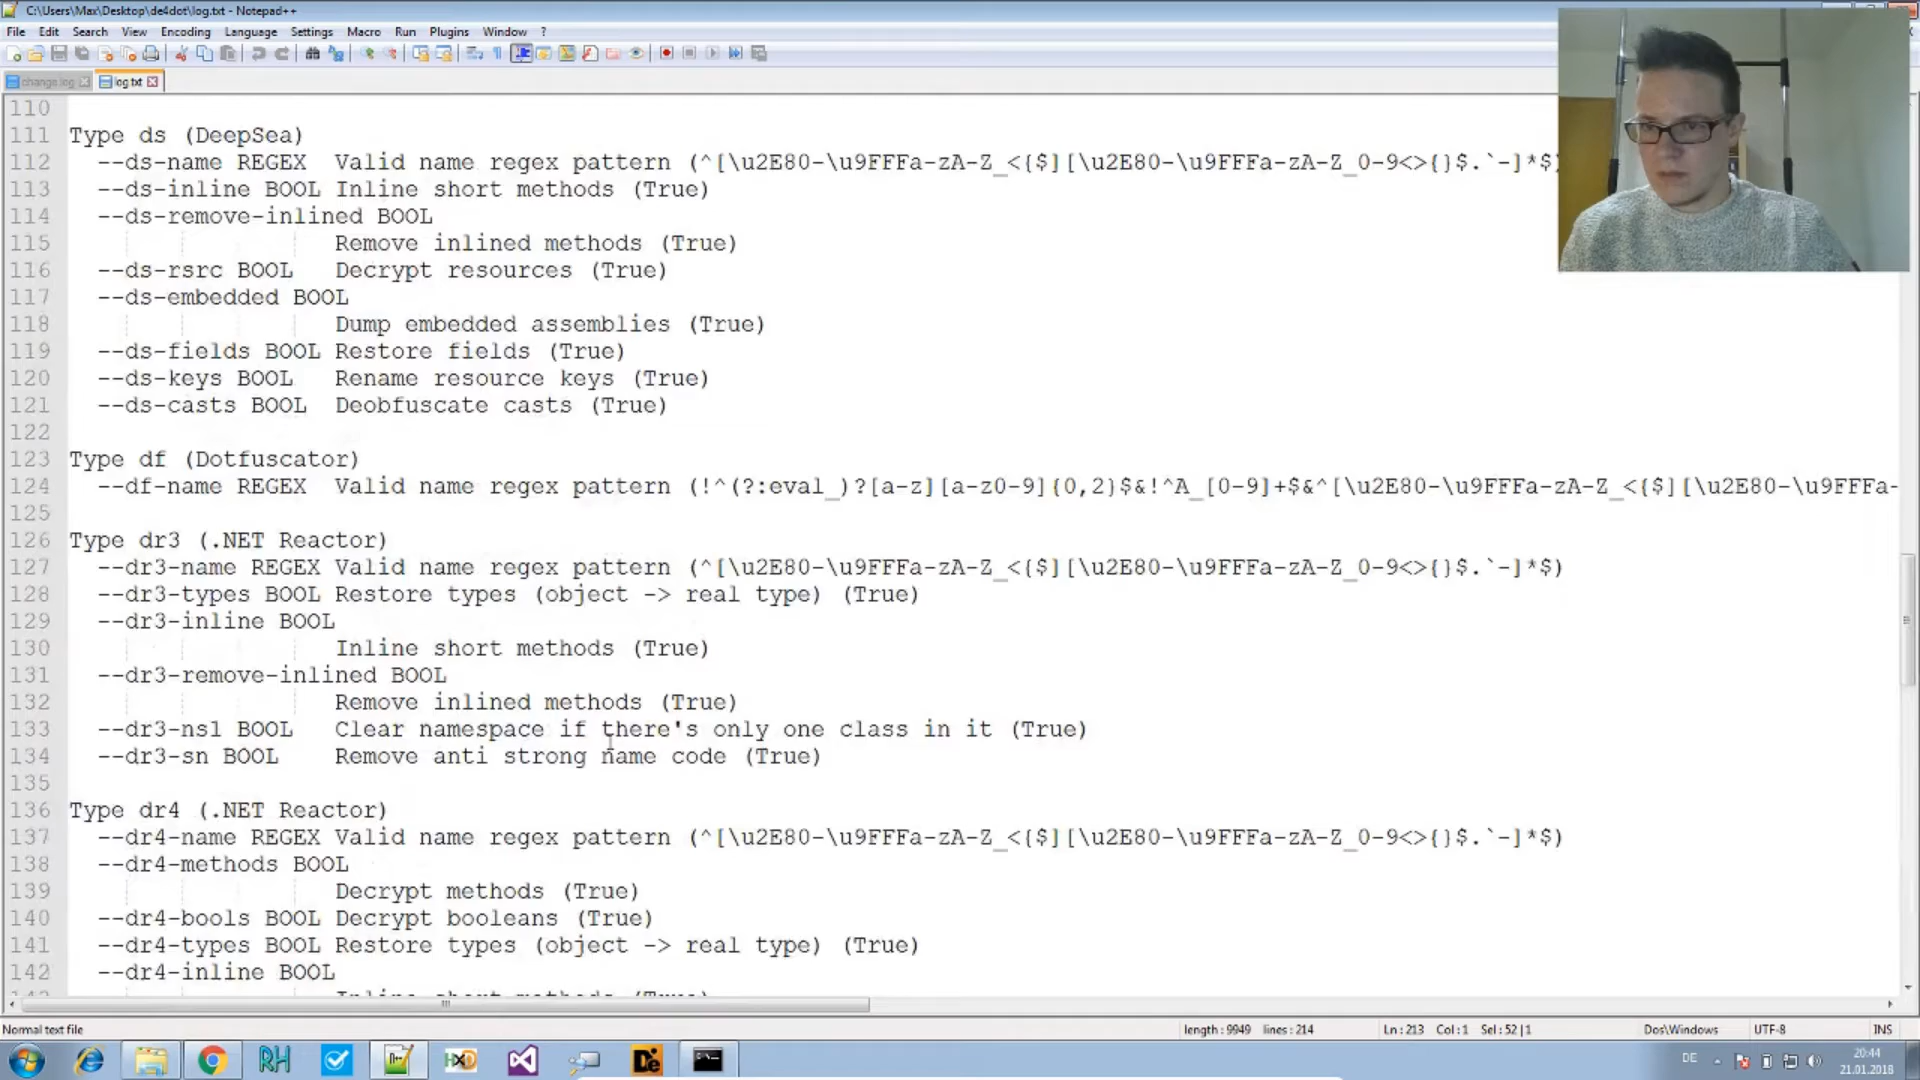 C:\Users\Max\Desktop\de4dot\log.txt - Notepad++
File Edit Search View Encoding Language Settings Macro Run Plugins Window ?
change.log log.txt
110
111 Type ds (DeepSea)
112 --ds-name REGEX Valid name regex pattern (^[\u2E80-\u9FFFa-zA-Z_<{$][\u2E80-\u9FFFa-zA-Z_0-9<>{}$.`-]*$)
113 --ds-inline BOOL Inline short methods (True)
114 --ds-remove-inlined BOOL
115 Remove inlined methods (True)
116 --ds-rsrc BOOL Decrypt resources (True)
117 --ds-embedded BOOL
118 Dump embedded assemblies (True)
119 --ds-fields BOOL Restore fields (True)
120 --ds-keys BOOL Rename resource keys (True)
121 --ds-casts BOOL Deobfuscate casts (True)
122
123 Type df (Dotfuscator)
124 --df-name REGEX Valid name regex pattern (!^(?:eval_)?[a-z][a-z0-9]{0,2}$&!^A_[0-9]+$&^[\u2E80-\u9FFFa-zA-Z_<{$][\u2E80-\u9FFFa-
125
126 Type dr3 (.NET Reactor)
127 --dr3-name REGEX Valid name regex pattern (^[\u2E80-\u9FFFa-zA-Z_<{$][\u2E80-\u9FFFa-zA-Z_0-9<>{}$.`-]*$)
128 --dr3-types BOOL Restore types (object -> real type) (True)
129 --dr3-inline BOOL
130 Inline short methods (True)
131 --dr3-remove-inlined BOOL
132 Remove inlined methods (True)
133 --dr3-ns1 BOOL Clear namespace if there's only one class in it (True)
134 --dr3-sn BOOL Remove anti strong name code (True)
135
136 Type dr4 (.NET Reactor)
137 --dr4-name REGEX Valid name regex pattern (^[\u2E80-\u9FFFa-zA-Z_<{$][\u2E80-\u9FFFa-zA-Z_0-9<>{}$.`-]*$)
138 --dr4-methods BOOL
139 Decrypt methods (True)
140 --dr4-bools BOOL Decrypt booleans (True)
141 --dr4-types BOOL Restore types (object -> real type) (True)
142 --dr4-inline BOOL
Inline short methods (True)
Normal text file length : 9949 lines : 214 Ln : 213 Col : 1 Sel : 52 | 1 Dos\Windows UTF-8 INS
RH HXD De DE 20:44
21.01.2018